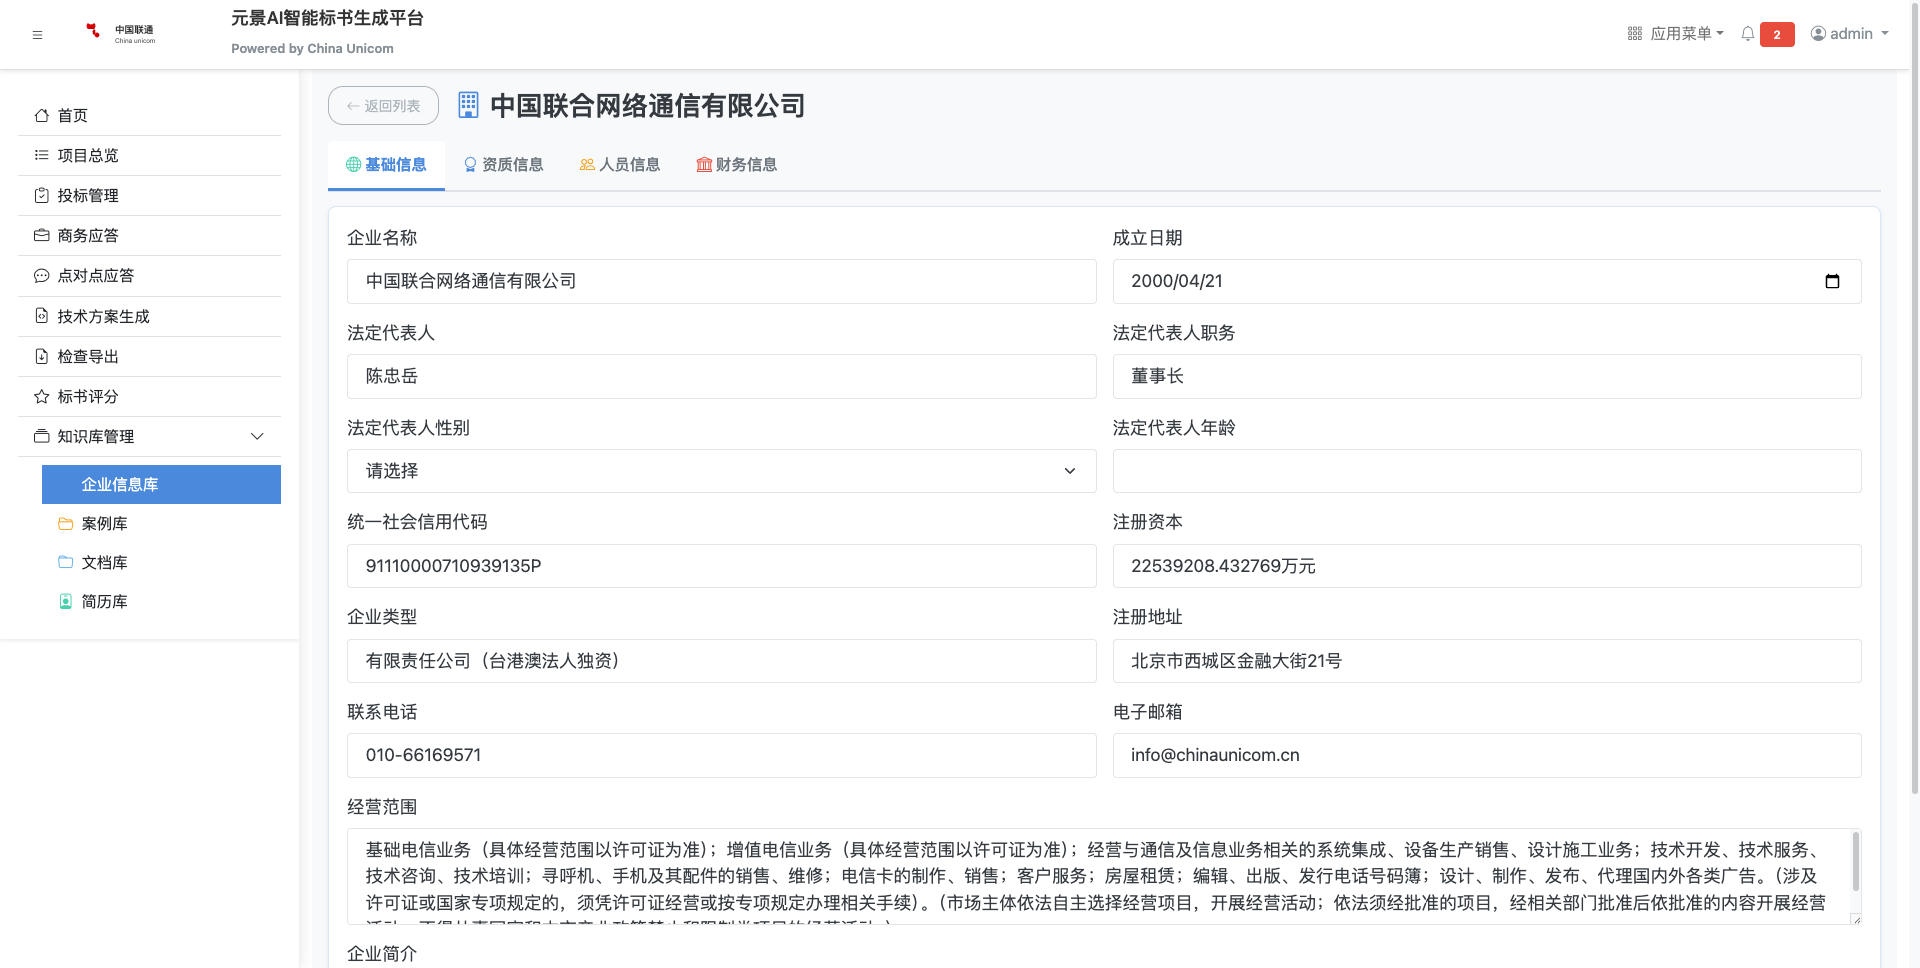 中国联通
China unicom
元景AI智能标书生成平台
Powered by China Unicom
应用菜单
2
admin
首页
项目总览
投标管理
商务应答
点对点应答
技术方案生成
检查导出
标书评分
知识库管理
企业信息库
案例库
文档库
简历库
返回列表
中国联合网络通信有限公司
基础信息
资质信息
人员信息
财务信息
企业名称
成立日期
中国联合网络通信有限公司
2000/04/21
法定代表人
法定代表人职务
陈忠岳
董事长
法定代表人性别
法定代表人年龄
请选择
统一社会信用代码
注册资本
91110000710939135P
22539208.432769万元
企业类型
注册地址
有限责任公司（台港澳法人独资）
北京市西城区金融大街21号
联系电话
电子邮箱
010-66169571
info@chinaunicom.cn
经营范围
基础电信业务（具体经营范围以许可证为准）；增值电信业务（具体经营范围以许可证为准）；经营与通信及信息业务相关的系统集成、设备生产销售、设计施工业务；技术开发、技术服务、
技术咨询、技术培训；寻呼机、手机及其配件的销售、维修；电信卡的制作、销售；客户服务；房屋租赁；编辑、出版、发行电话号码簿；设计、制作、发布、代理国内外各类广告。（涉及
许可证或国家专项规定的，须凭许可证经营或按专项规定办理相关手续）。（市场主体依法自主选择经营项目，开展经营活动；依法须经批准的项目，经相关部门批准后依批准的内容开展经营
企业简介